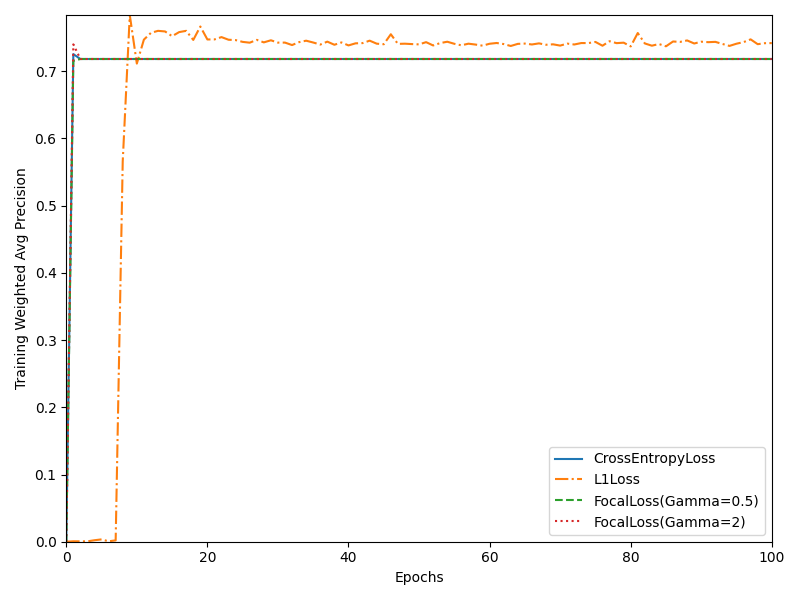 Training Weighted Avg Precision
0.7
0.6
0.5
0.4
0.3
0.2
0.1
0.0
0
20
40
60
80
100
Epochs
CrossEntropyLoss
L1Loss
FocalLoss(Gamma=0.5)
FocalLoss(Gamma=2)